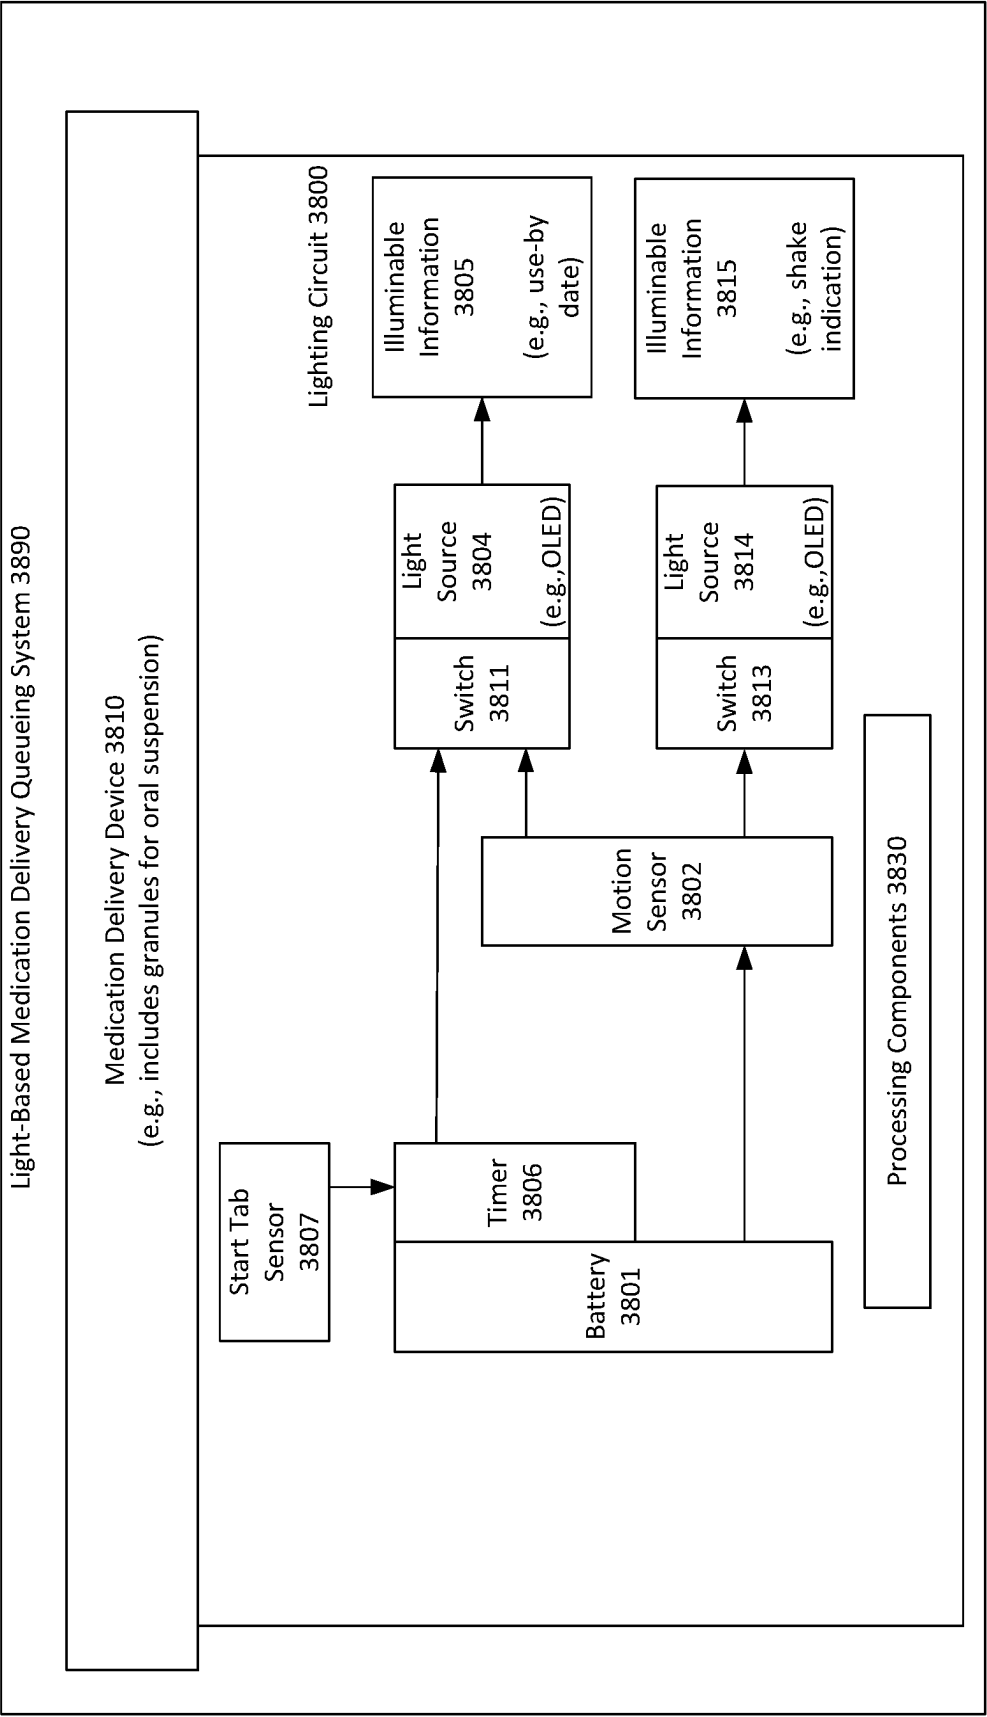 Light-Based Medication Delivery Queueing System 3890
Medication Delivery Device 3810
(e.g., includes granules for oral suspension)
Lighting Circuit 3800
Start Tab
Sensor
3807
Timer
3806
Battery
3801
Motion
Sensor
3802
Switch
3811
Light
Source
3804
(e.g.,OLED)
Illuminable
Information
3805
(e.g., use-by
date)
Switch
3813
Light
Source
3814
(e.g.,OLED)
Illuminable
Information
3815
(e.g., shake
indication)
Processing Components 3830